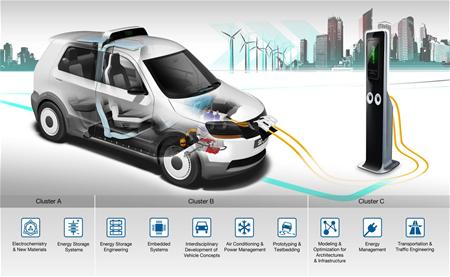 Cluster A
Cluster B
Cluster C
Electrochemistry
& New Materials
Energy Storage
Systems
Energy Storage
Engineering
Embedded
Systems
Interdisciplinary
Development of
Vehicle Concepts
Air Conditioning &
Power Management
Prototyping &
Testbedding
Modeling &
Optimization for
Architectures
& Infrastructure
Energy
Management
Transportation &
Traffic Engineering